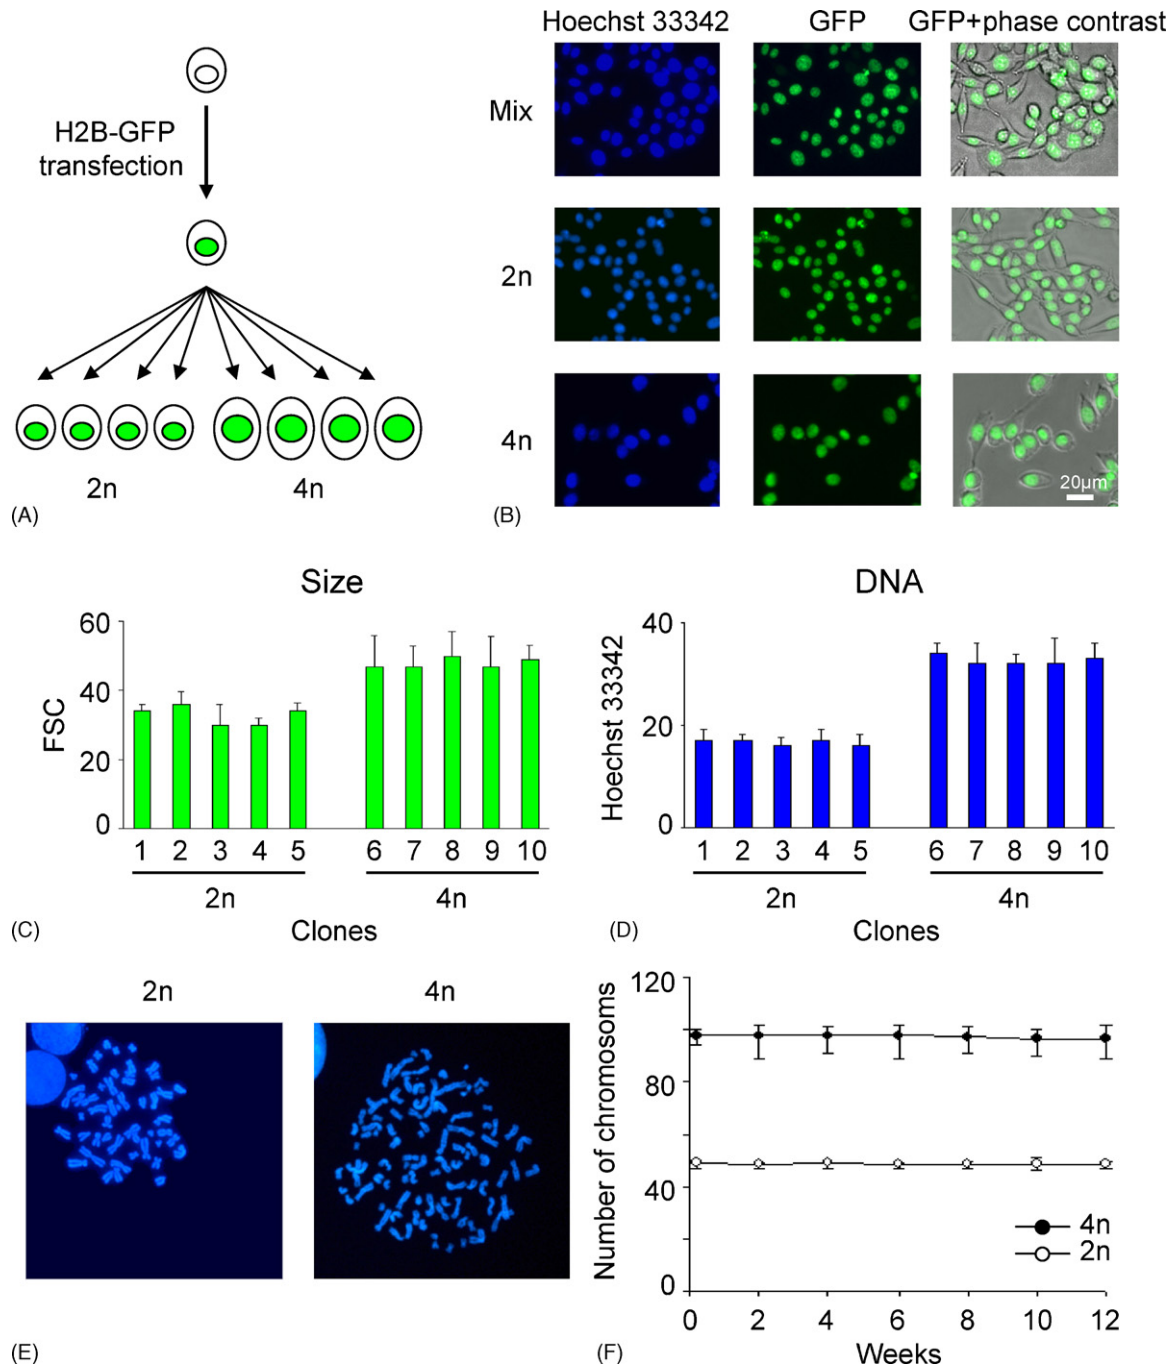 H2B-GFP
transfection
2n 4n
(A)
Hoechst 33342 GFP GFP+phase contrast
Mix
2n
4n
20µm
(B)
Size
60
40
20
0
FSC
1 2 3 4 5 6 7 8 9 10
2n 4n
(C) Clones
DNA
40
20
0
Hoechst 33342
1 2 3 4 5 6 7 8 9 10
2n 4n
(D) Clones
2n 4n
(E)
120
80
40
0
Number of chromosoms
4n
2n
0 2 4 6 8 10 12
(F) Weeks